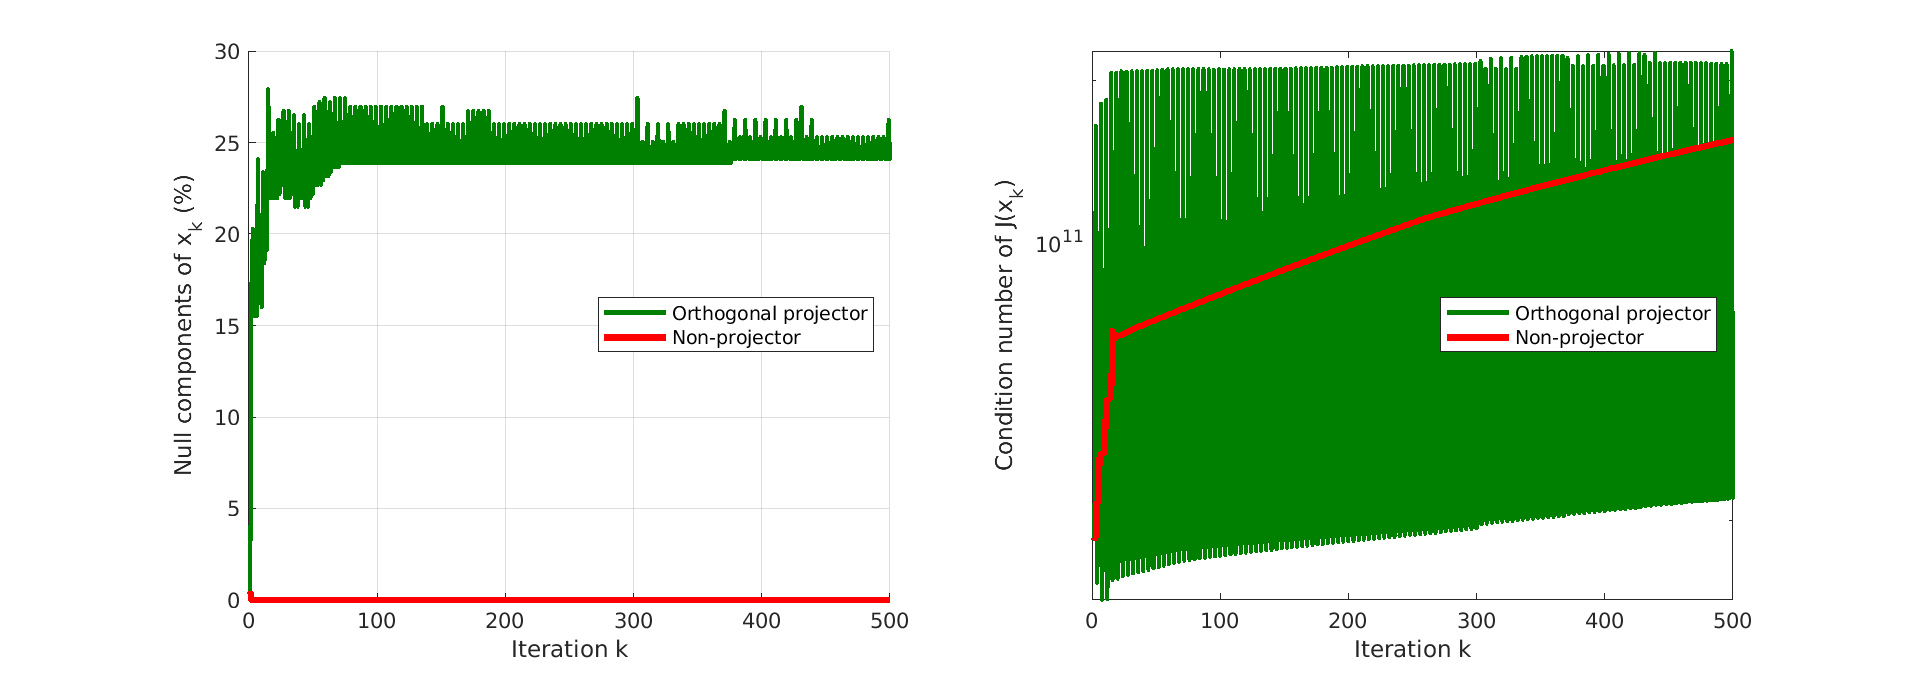 Null components of x_k (%)
30
25
20
15
10
5
0
0 100 200 300 400 500
Iteration k
Orthogonal projector
Non-projector
Condition number of J(x_k)
10^11
0 100 200 300 400 500
Iteration k
Orthogonal projector
Non-projector